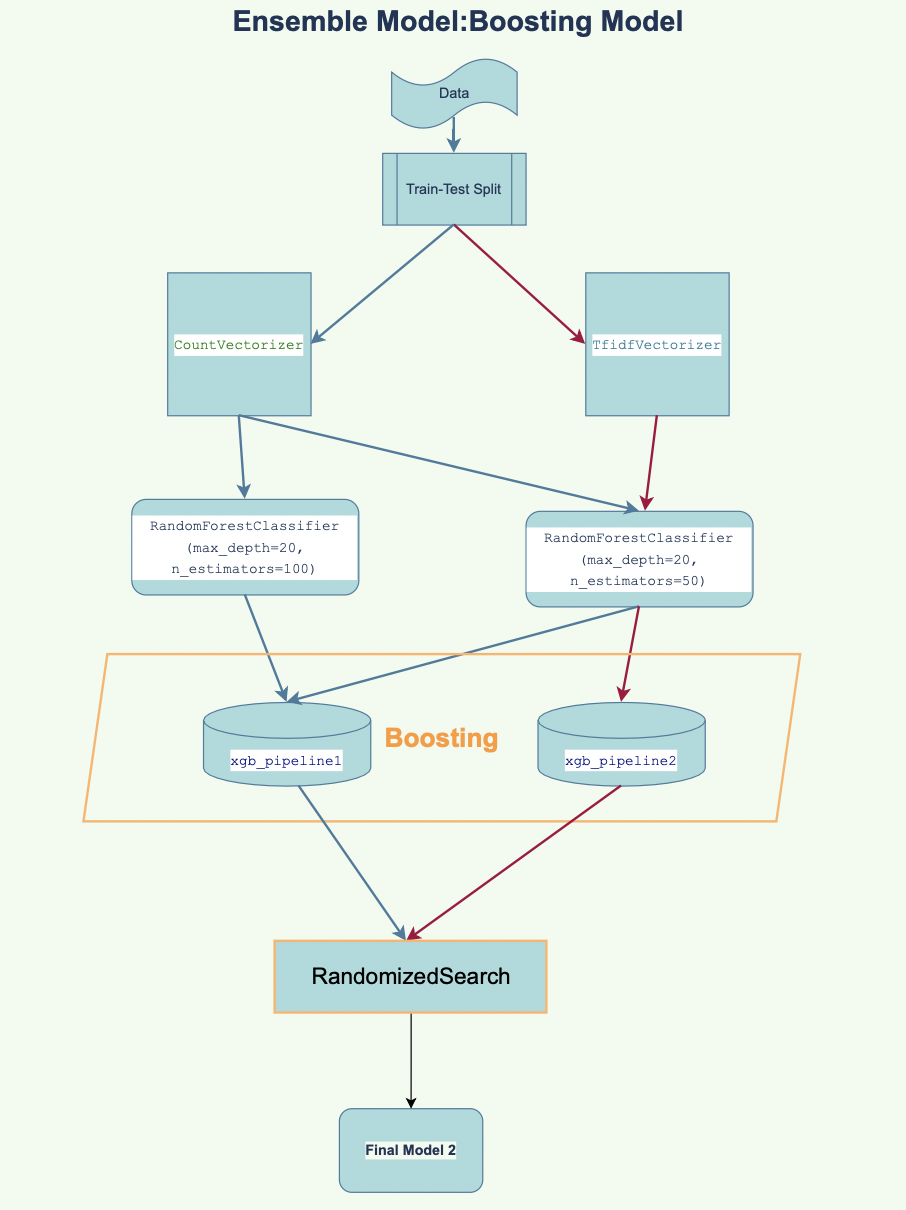 Ensemble Model:Boosting Model
Data
Train-Test Split
CountVectorizer
TfidfVectorizer
RandomForestClassifier
(max_depth=20,
n_estimators=100)
RandomForestClassifier
(max_depth=20,
n_estimators=50)
Boosting
xgb_pipeline1
xgb_pipeline2
RandomizedSearch
Final Model 2